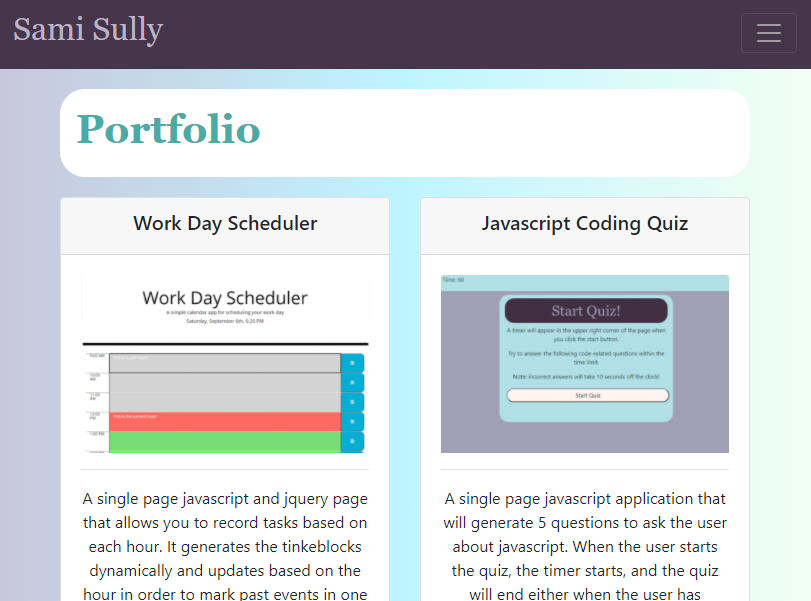 Sami Sully
Portfolio
Work Day Scheduler
Work Day Scheduler
A simple calendar app for scheduling your work day
Saturday, September 6th, 6:20 PM
9:00 AM
10:00
AM
11:00
AM
12:00
PM
1:00 PM
A single page javascript and jquery page
that allows you to record tasks based on
each hour. It generates the tinkeblocks
dynamically and updates based on the
hour in order to mark past events in one
Javascript Coding Quiz
Time: 60
Start Quiz!
A timer will appear in the upper right corner of the page when
you click the start button.
Try to answer the following code-related questions within the
time limit.
Note: incorrect answers will take 10 seconds off the clock!
Start Quiz
A single page javascript application that
will generate 5 questions to ask the user
about javascript. When the user starts
the quiz, the timer starts, and the quiz
will end either when the user has